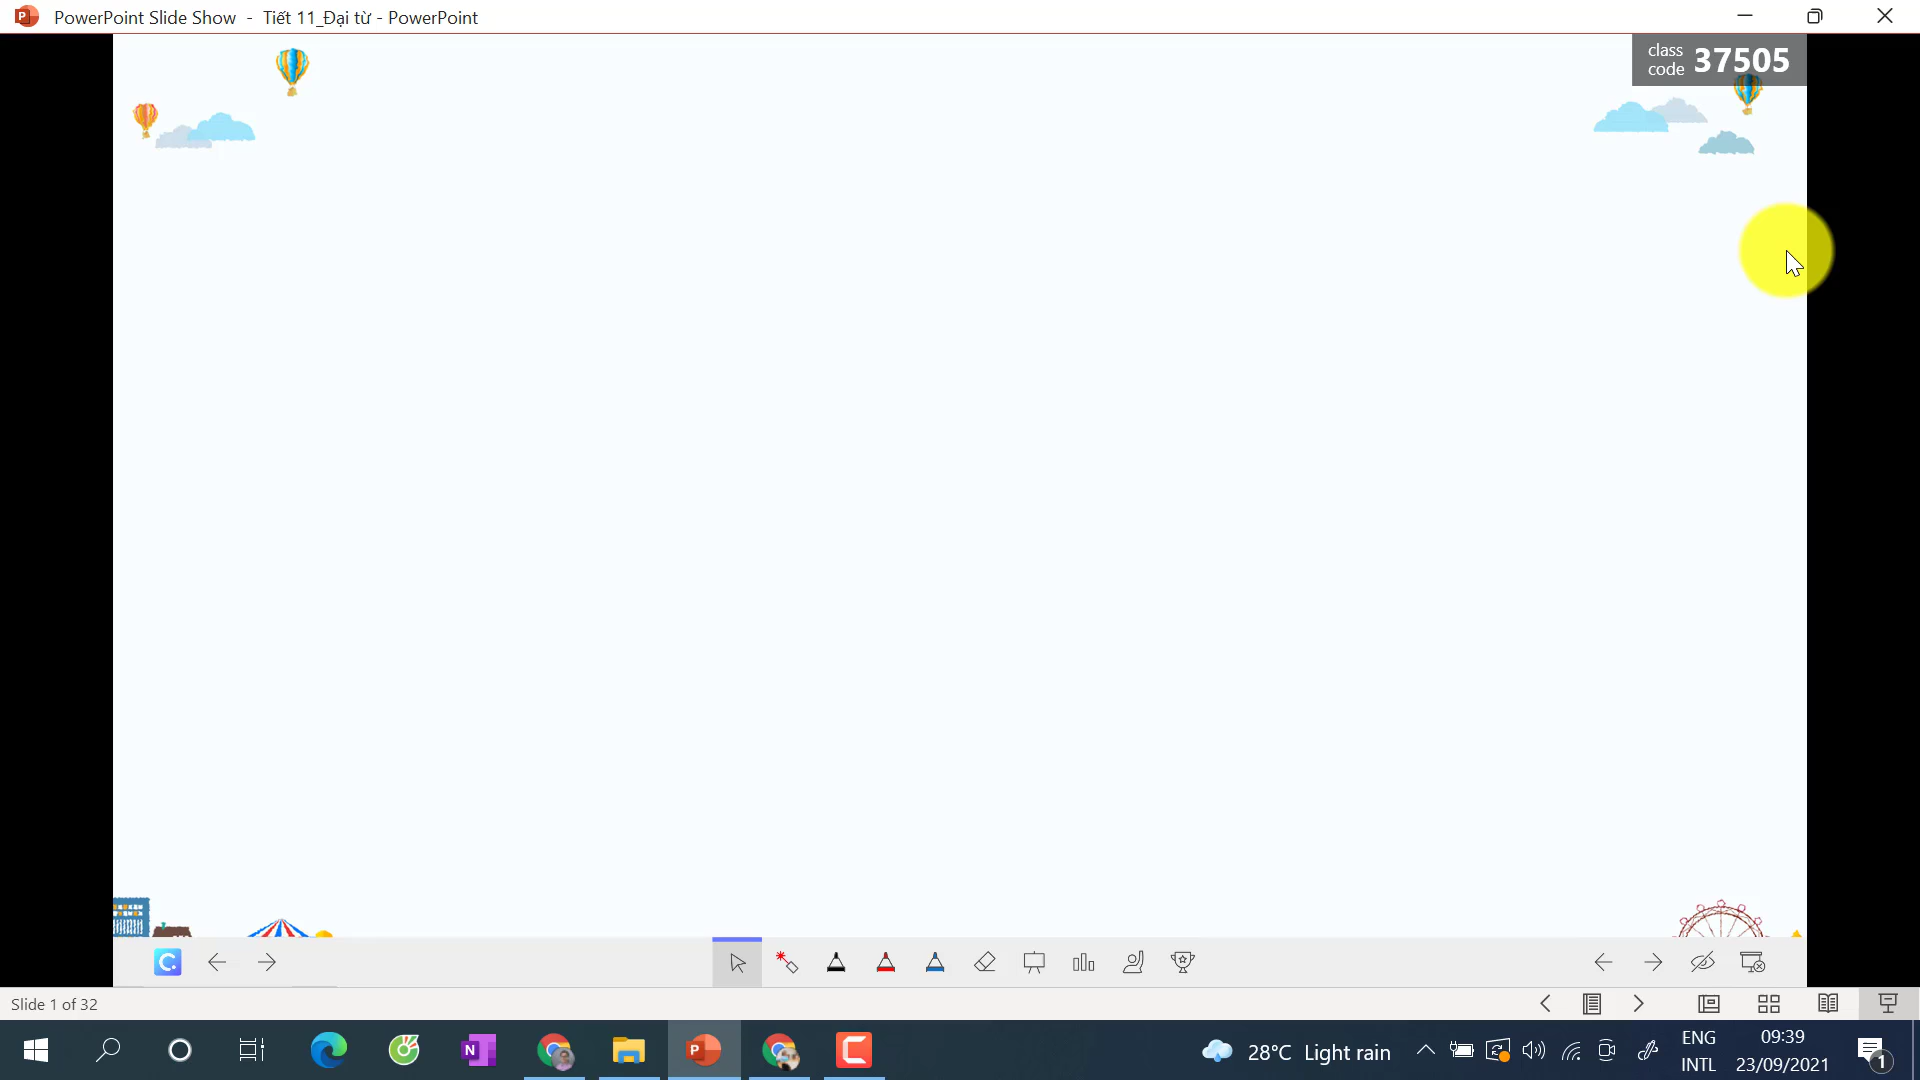 PowerPoint Slide Show - Tiết 11_Đại từ - PowerPoint
class
code 37505
Slide 1 of 32
28°C Light rain
ENG
INTL
09:39
23/09/2021
1